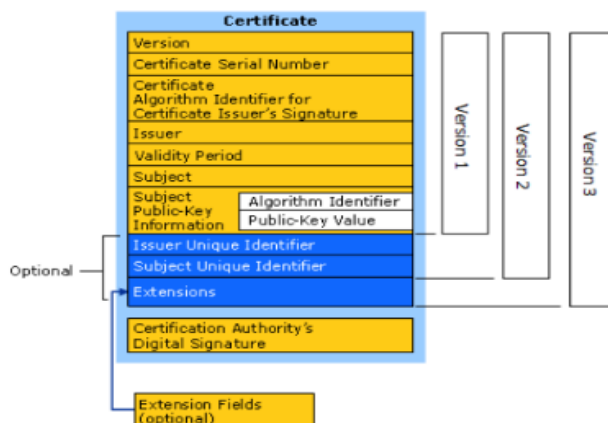 Certificate
Version
Certificate Serial Number
Certificate
Algorithm Identifier for
Certificate Issuer's Signature
Issuer
Validity Period
Subject
Subject
Public-Key
Information
Algorithm Identifier
Public-Key Value
Issuer Unique Identifier
Subject Unique Identifier
Extensions
Optional
Certification Authority's
Digital Signature
Extension Fields
(optional)
Version 1
Version 2
Version 3